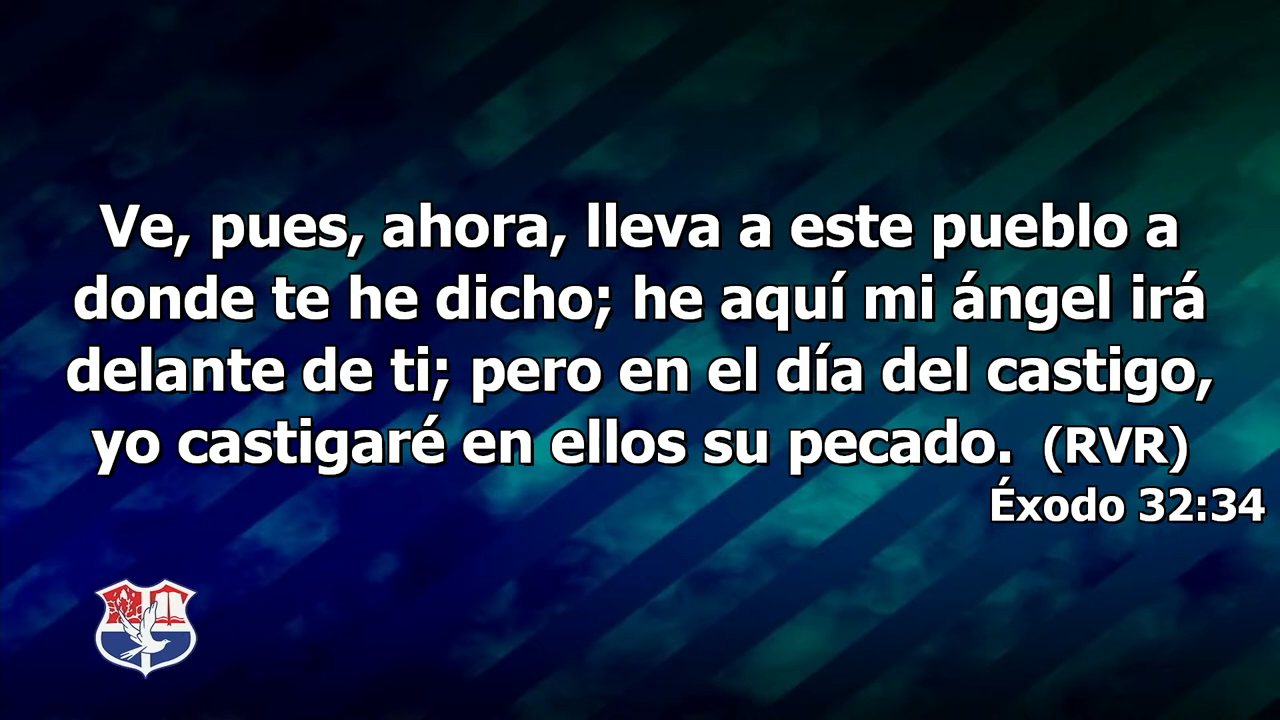 Ve, pues, ahora, lleva a este pueblo a
donde te he dicho; he aquí mi ángel irá
delante de ti; pero en el día del castigo,
yo castigaré en ellos su pecado. (RVR)
Éxodo 32:34